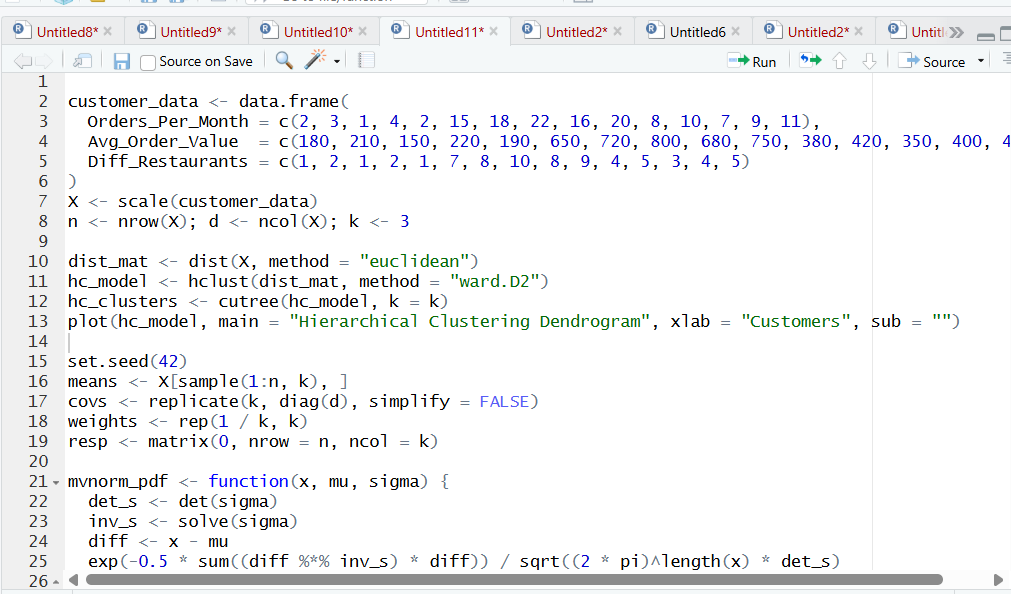 Untitled8* Untitled9* Untitled10* Untitled11* Untitled2* Untitled6 Untitled2*
Source on Save Run Source
1
2 customer_data <- data.frame(
3 Orders_Per_Month = c(2, 3, 1, 4, 2, 15, 18, 22, 16, 20, 8, 10, 7, 9, 11),
4 Avg_Order_Value = c(180, 210, 150, 220, 190, 650, 720, 800, 680, 750, 380, 420, 350, 400, 4
5 Diff_Restaurants = c(1, 2, 1, 2, 1, 7, 8, 10, 8, 9, 4, 5, 3, 4, 5)
6 )
7 X <- scale(customer_data)
8 n <- nrow(X); d <- ncol(X); k <- 3
9
10 dist_mat <- dist(X, method = "euclidean")
11 hc_model <- hclust(dist_mat, method = "ward.D2")
12 hc_clusters <- cutree(hc_model, k = k)
13 plot(hc_model, main = "Hierarchical Clustering Dendrogram", xlab = "Customers", sub = "")
14
15 set.seed(42)
16 means <- X[sample(1:n, k), ]
17 covs <- replicate(k, diag(d), simplify = FALSE)
18 weights <- rep(1 / k, k)
19 resp <- matrix(0, nrow = n, ncol = k)
20
21 mvnorm_pdf <- function(x, mu, sigma) {
22 det_s <- det(sigma)
23 inv_s <- solve(sigma)
24 diff <- x - mu
25 exp(-0.5 * sum((diff %*% inv_s) * diff)) / sqrt((2 * pi)^length(x) * det_s)
26